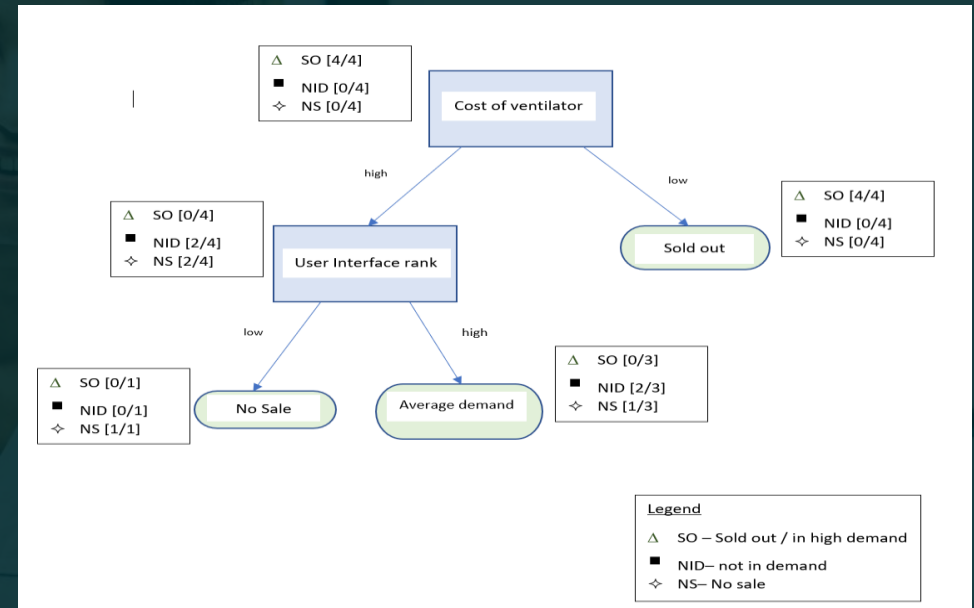 SO [4/4]
NID [0/4]
NS [0/4]
Cost of ventilator
high
low
SO [0/4]
NID [2/4]
NS [2/4]
User Interface rank
Sold out
SO [4/4]
NID [0/4]
NS [0/4]
low
high
SO [0/1]
NID [0/1]
NS [1/1]
No Sale
Average demand
SO [0/3]
NID [2/3]
NS [1/3]
Legend
SO – Sold out / in high demand
NID– not in demand
NS– No sale